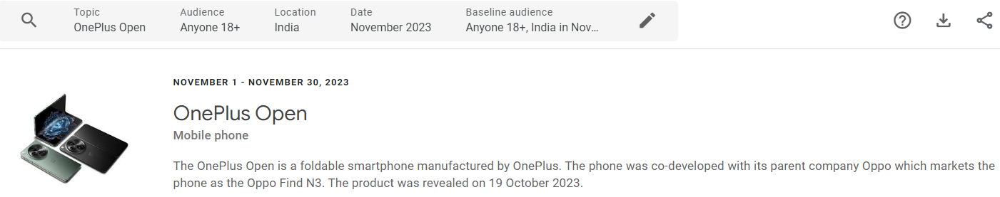 Topic Audience Location Date Baseline audience
OnePlus Open Anyone 18+ India November 2023 Anyone 18+, India in Nov...
NOVEMBER 1 - NOVEMBER 30, 2023
OnePlus Open
Mobile phone
The OnePlus Open is a foldable smartphone manufactured by OnePlus. The phone was co-developed with its parent company Oppo which markets the
phone as the Oppo Find N3. The product was revealed on 19 October 2023.